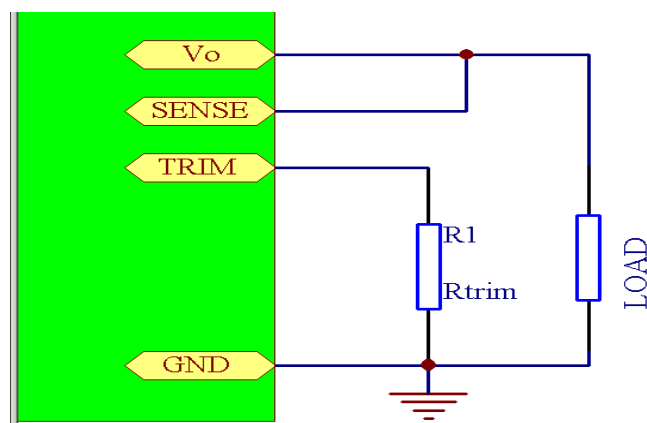 Vo
SENSE
TRIM
R1
Rtrim
LOAD
GND